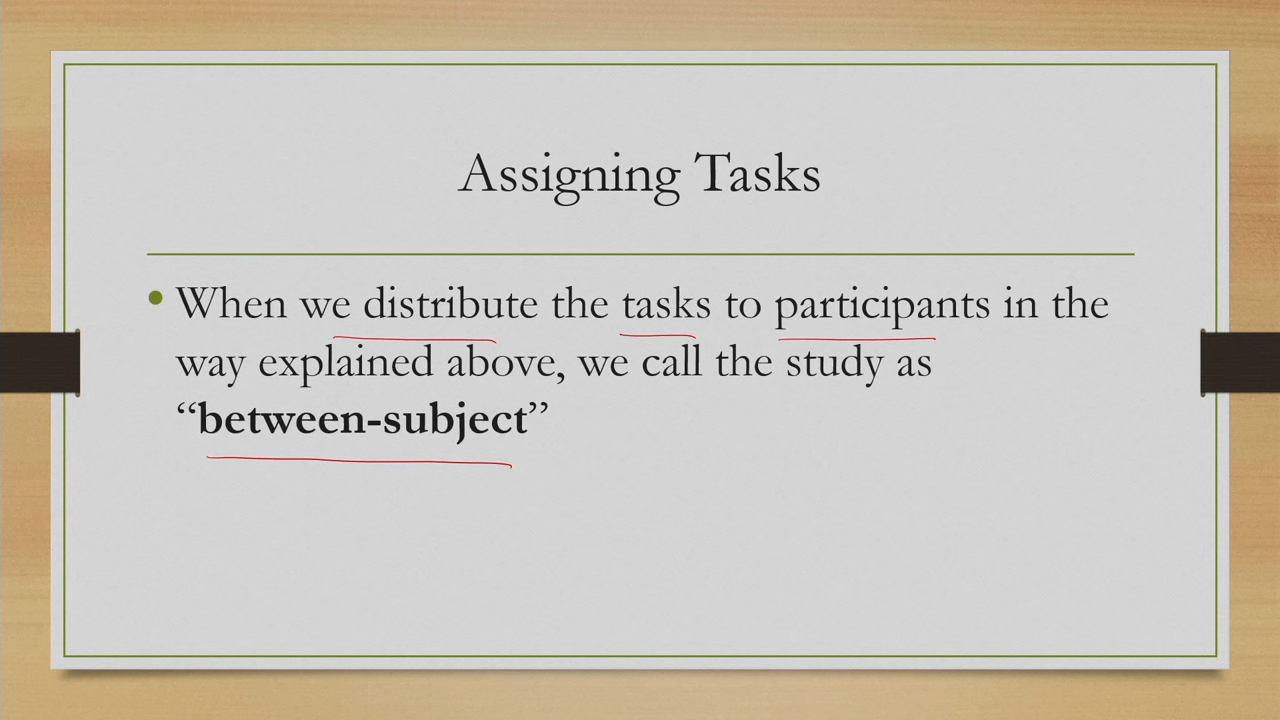 Assigning Tasks
• When we distribute the tasks to participants in the
way explained above, we call the study as
“between-subject”